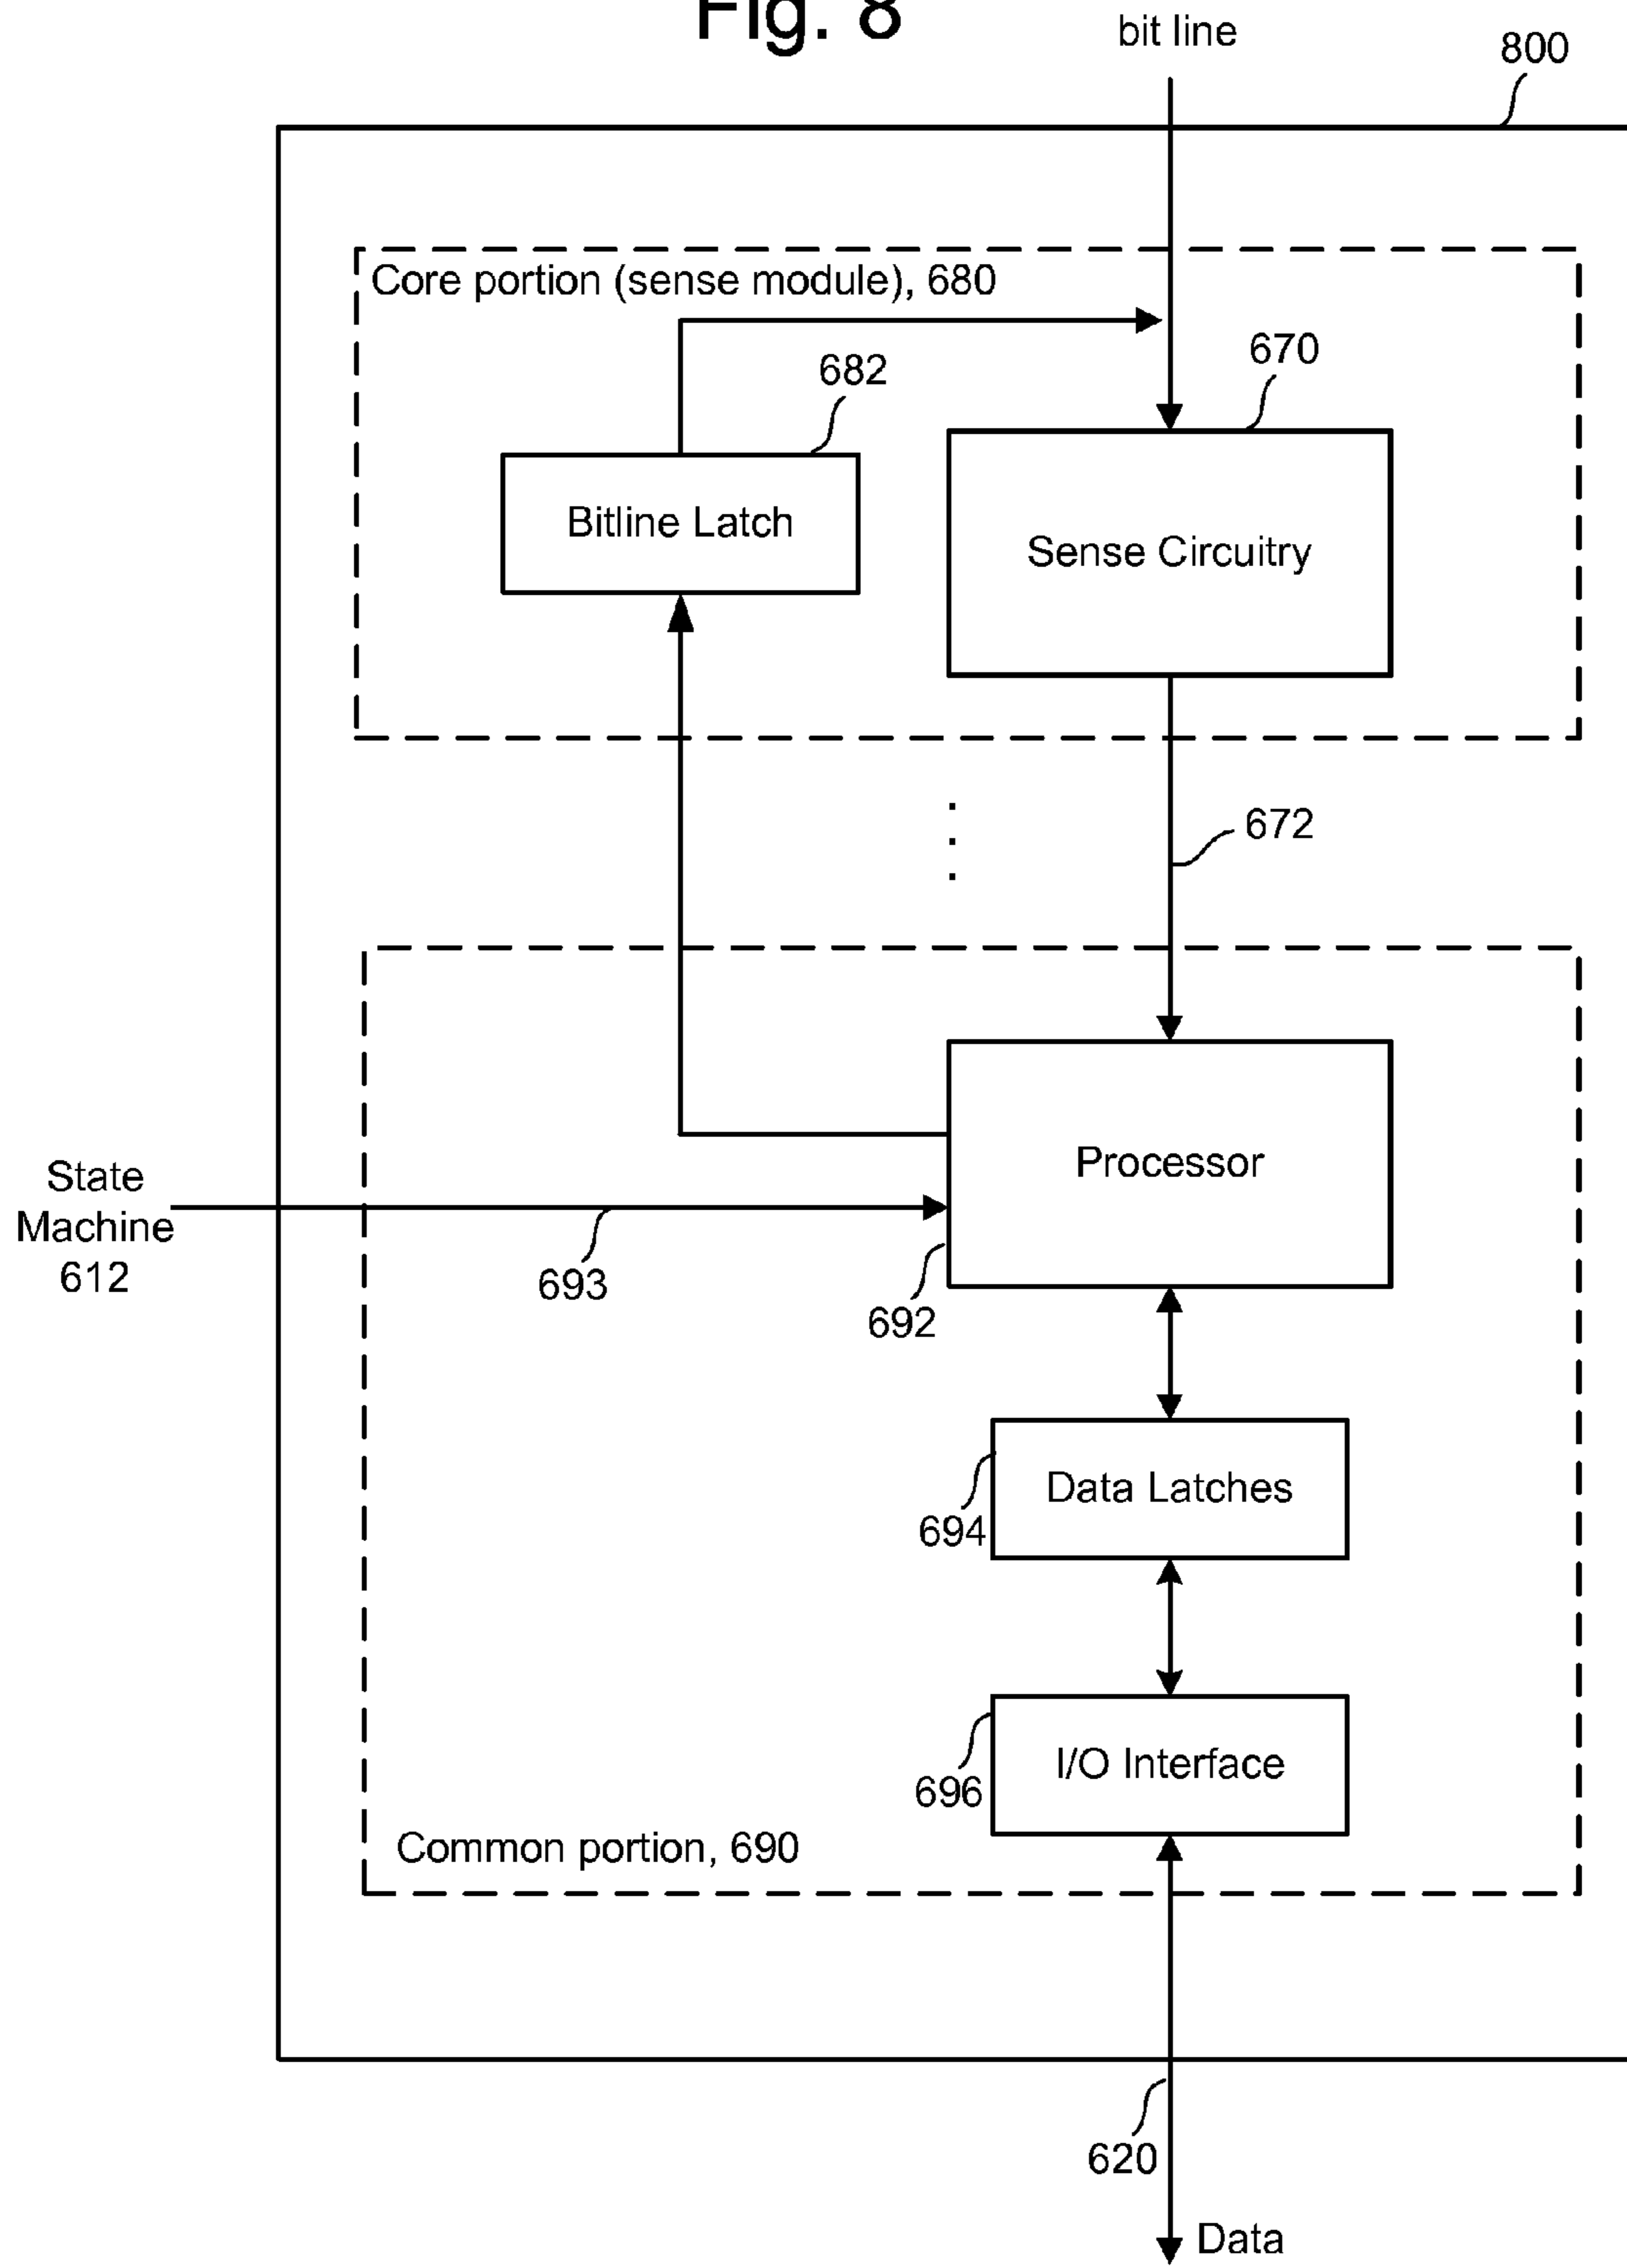 Fig. 8
bit line
800
Core portion (sense module), 680
670
682
Bitline Latch
Sense Circuitry
672
Processor
State
Machine
612
693
692
Data Latches
694
I/O Interface
696
Common portion, 690
620
Data